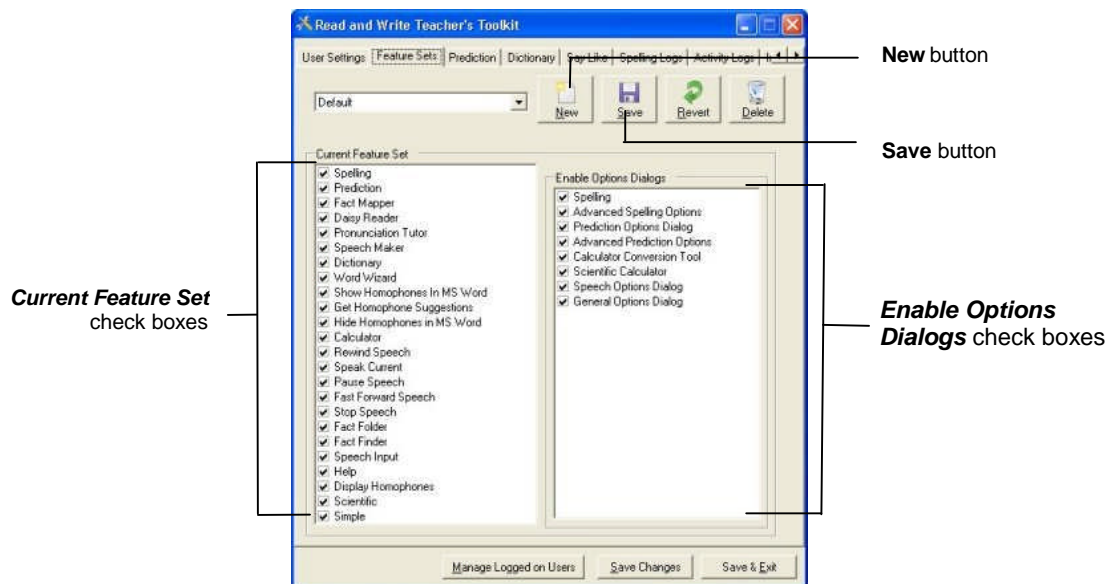 Read and Write Teacher's Toolkit
User Settings Feature Sets Prediction Dictionary Say Like Spelling Logs Activity Logs
New button
Default
New Save Revert Delete
Save button
Current Feature Set
Spelling
Prediction
Fact Mapper
Daisy Reader
Pronunciation Tutor
Speech Maker
Dictionary
Word Wizard
Show Homophones In MS Word
Get Homophone Suggestions
Hide Homophones in MS Word
Calculator
Rewind Speech
Speak Current
Pause Speech
Fast Forward Speech
Stop Speech
Fact Folder
Fact Finder
Speech Input
Help
Display Homophones
Scientific
Simple
Enable Options Dialogs
Spelling
Advanced Spelling Options
Prediction Options Dialog
Advanced Prediction Options
Calculator Conversion Tool
Scientific Calculator
Speech Options Dialog
General Options Dialog
Current Feature Set
check boxes
Enable Options
Dialogs check boxes
Manage Logged on Users Save Changes Save & Exit